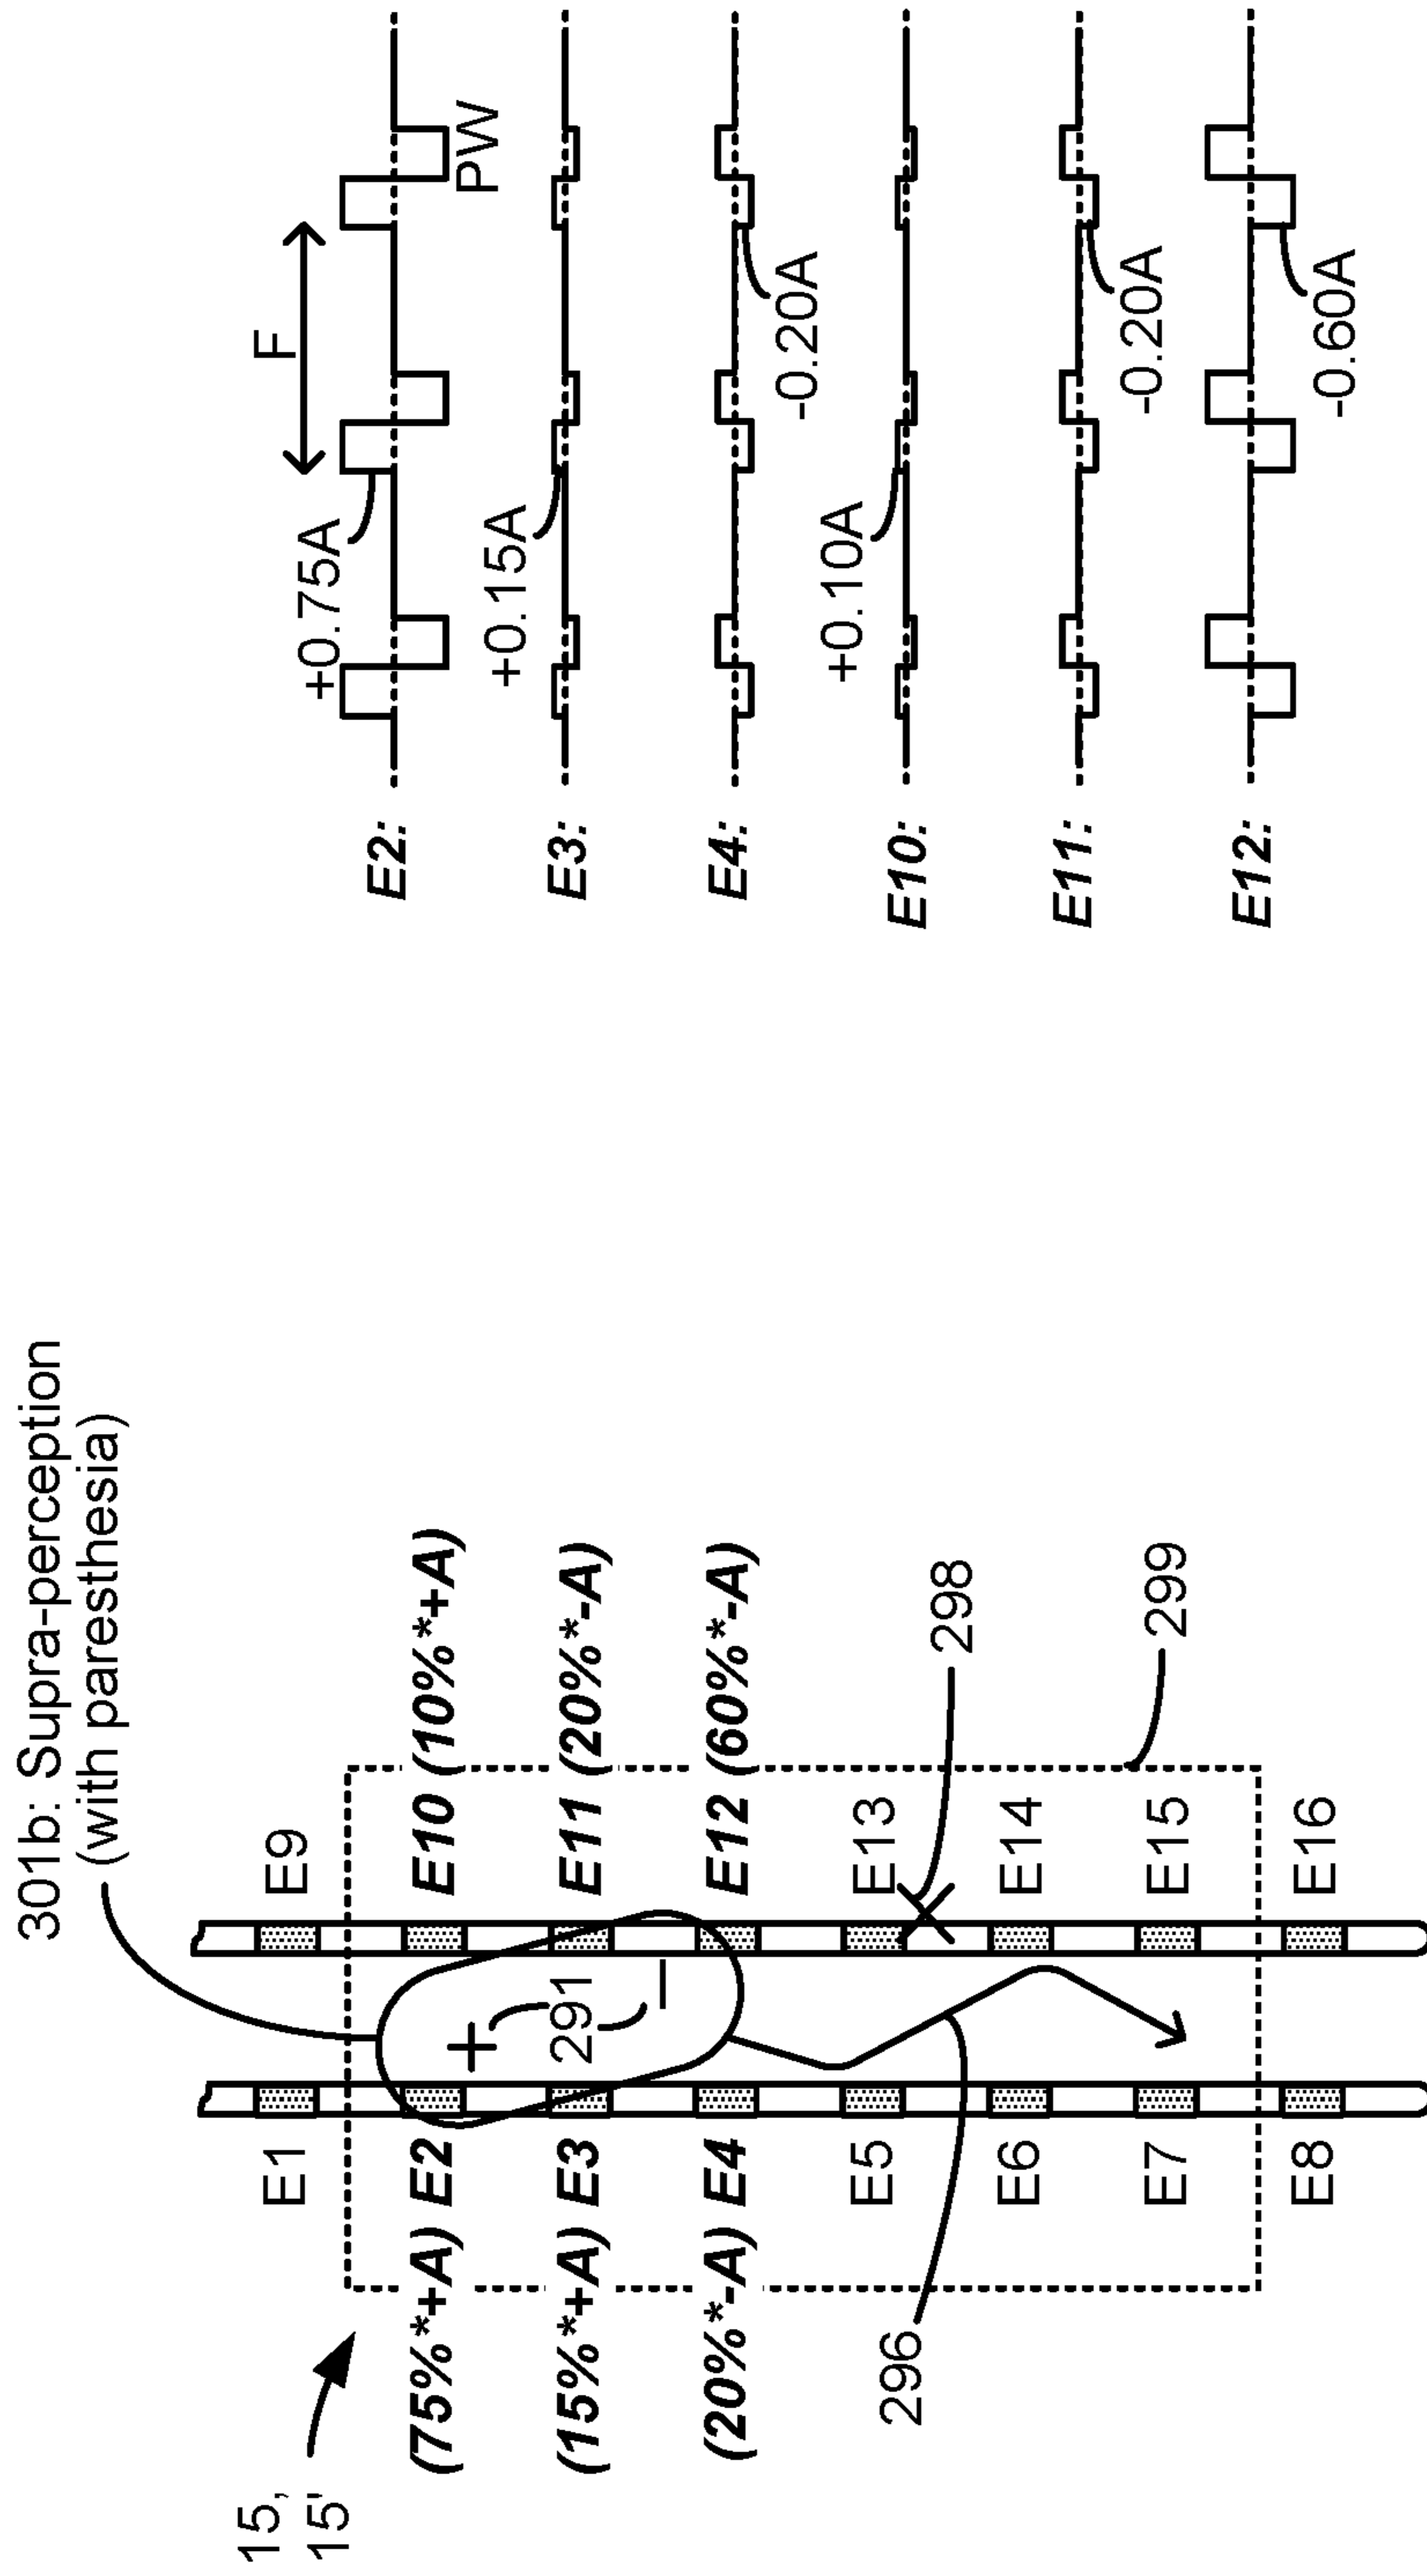 301b: Supra-perception
(with paresthesia)
15,
15'
E1
E9
(75%*+A) E2
E10 (10%*+A)
+
291
(15%*+A) E3
E11 (20%*-A)
−
(20%*-A) E4
E12 (60%*-A)
E5
E13
298
296
E6
E14
E7
E15
299
E8
E16
F
E2:
+0.75A
PW
E3:
+0.15A
E4:
-0.20A
E10:
+0.10A
E11:
-0.20A
E12:
-0.60A